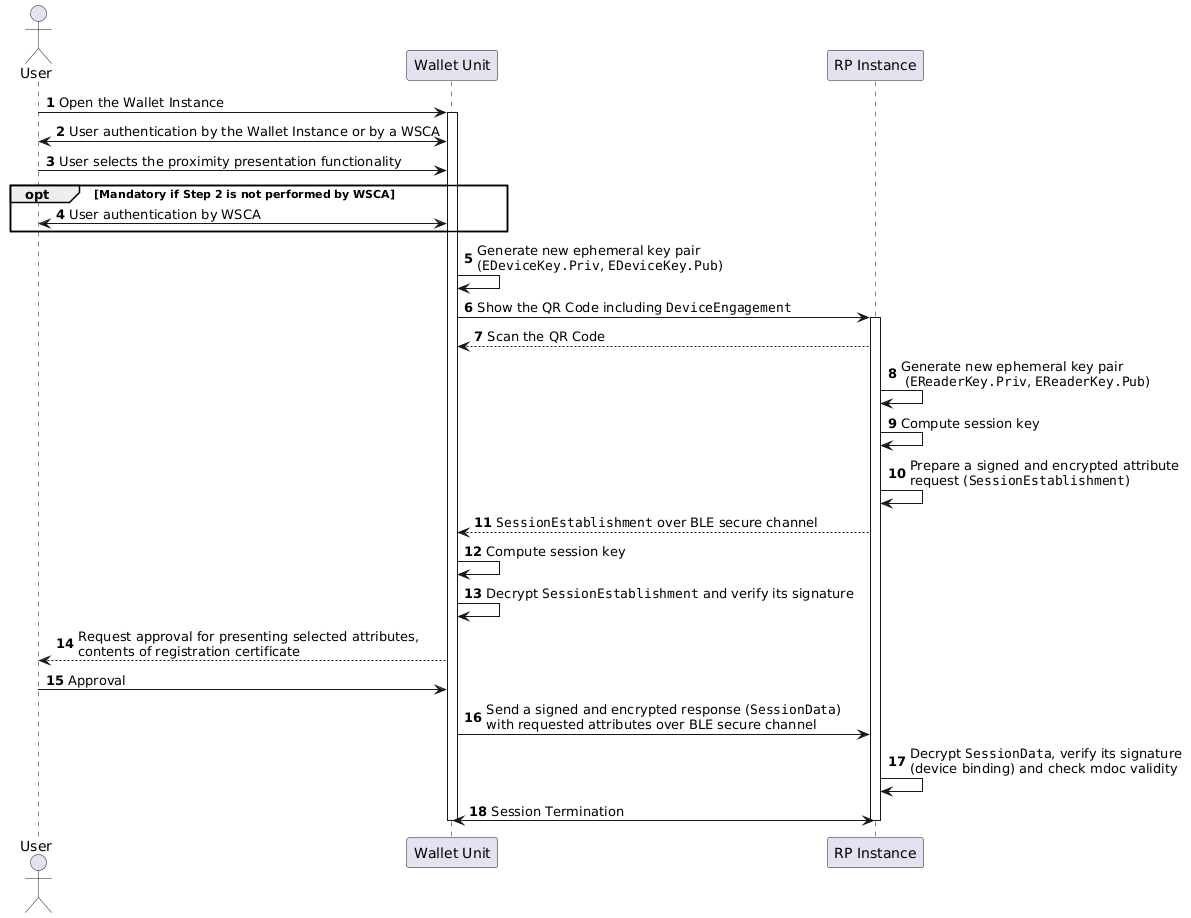 User
Wallet Unit
RP Instance
1 Open the Wallet Instance
2 User authentication by the Wallet Instance or by a WSCA
3 User selects the proximity presentation functionality
opt [Mandatory if Step 2 is not performed by WSCA]
4 User authentication by WSCA
5 Generate new ephemeral key pair
(EDeviceKey.Priv, EDeviceKey.Pub)
6 Show the QR Code including DeviceEngagement
7 Scan the QR Code
8 Generate new ephemeral key pair
(EReaderKey.Priv, EReaderKey.Pub)
9 Compute session key
10 Prepare a signed and encrypted attribute
request (SessionEstablishment)
11 SessionEstablishment over BLE secure channel
12 Compute session key
13 Decrypt SessionEstablishment and verify its signature
14 Request approval for presenting selected attributes,
contents of registration certificate
15 Approval
16 Send a signed and encrypted response (SessionData)
with requested attributes over BLE secure channel
17 Decrypt SessionData, verify its signature
(device binding) and check mdoc validity
18 Session Termination
User
Wallet Unit
RP Instance